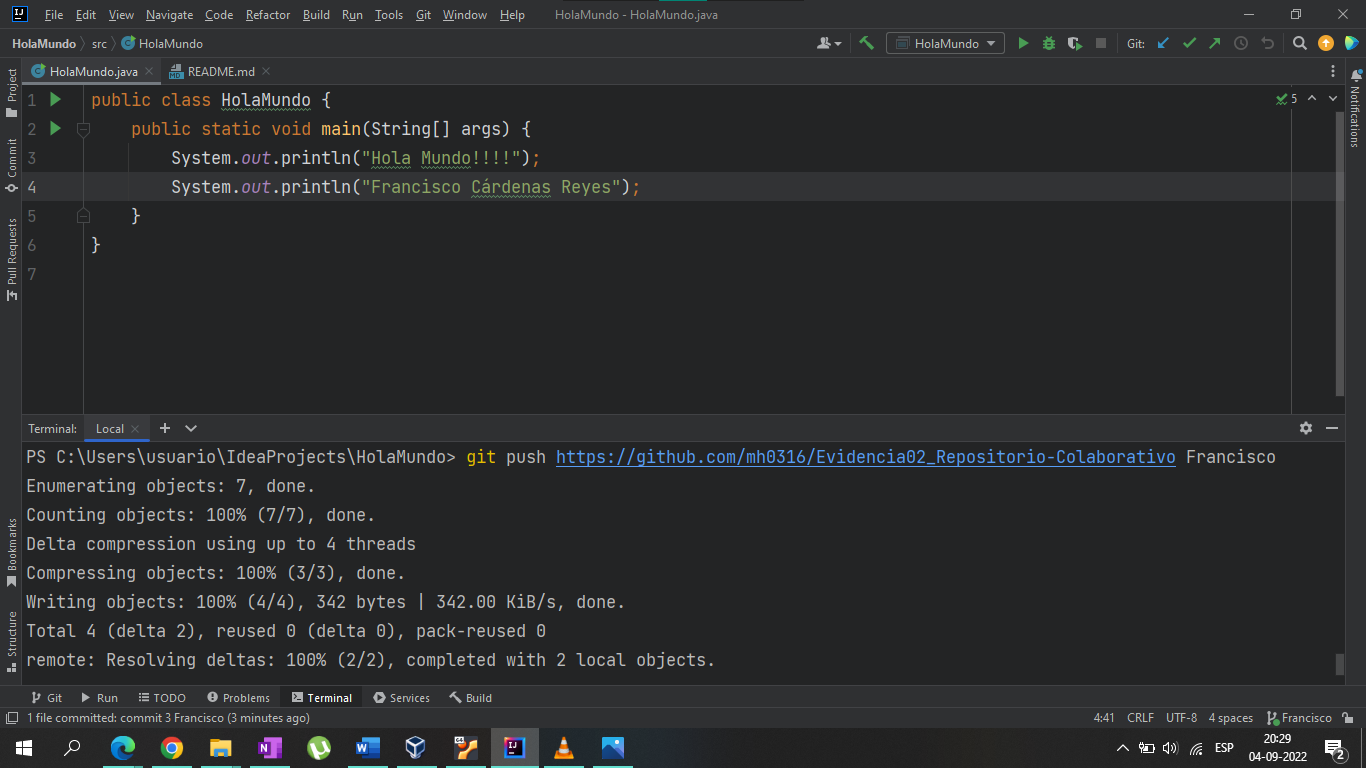 File Edit View Navigate Code Refactor Build Run Tools Git Window Help HolaMundo - HolaMundo.java
HolaMundo src HolaMundo HolaMundo Git:
HolaMundo.java README.md
Project
Commit
Pull Requests
Bookmarks
Structure
Notifications
1 public class HolaMundo { 5
2 public static void main(String[] args) {
3 System.out.println("Hola Mundo!!!!");
4 System.out.println("Francisco Cárdenas Reyes");
5 }
6 }
7
Terminal: Local
PS C:\Users\usuario\IdeaProjects\HolaMundo> git push https://github.com/mh0316/Evidencia02_Repositorio-Colaborativo Francisco
Enumerating objects: 7, done.
Counting objects: 100% (7/7), done.
Delta compression using up to 4 threads
Compressing objects: 100% (3/3), done.
Writing objects: 100% (4/4), 342 bytes | 342.00 KiB/s, done.
Total 4 (delta 2), reused 0 (delta 0), pack-reused 0
remote: Resolving deltas: 100% (2/2), completed with 2 local objects.
Git Run TODO Problems Terminal Services Build
1 file committed: commit 3 Francisco (3 minutes ago) 4:41 CRLF UTF-8 4 spaces Francisco
ESP 20:29
04-09-2022 2